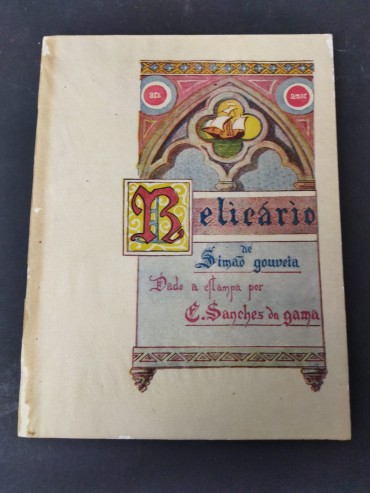 Relicário
de
Simão gouveia
Dado a estampa por
E. Sanches da gama